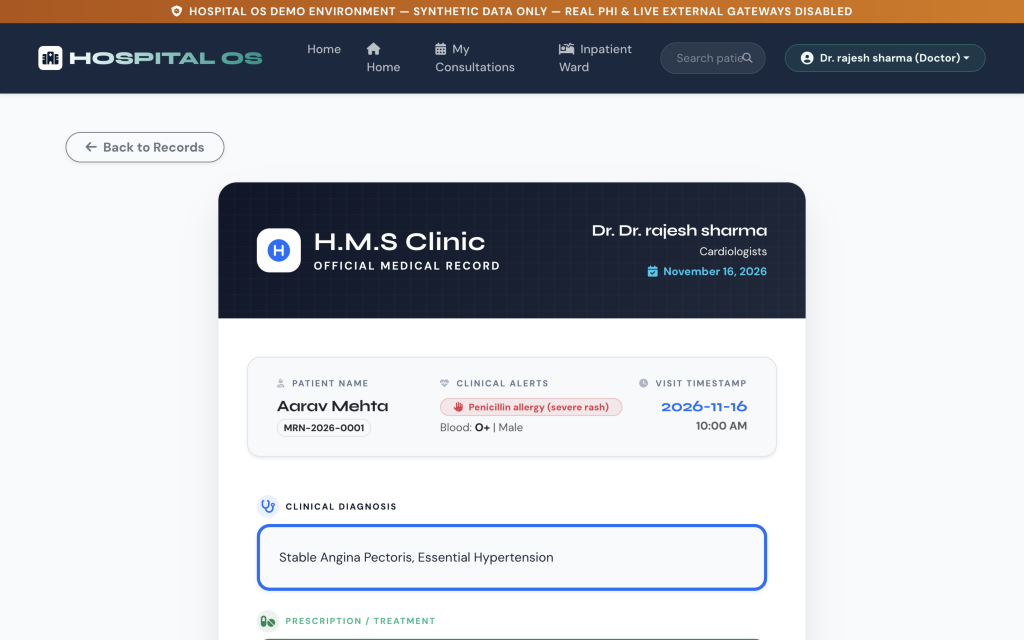 HOSPITAL OS DEMO ENVIRONMENT — SYNTHETIC DATA ONLY — REAL PHI & LIVE EXTERNAL GATEWAYS DISABLED
HOSPITAL OS
Home
Home
My Consultations
Inpatient Ward
Search patie
Dr. rajesh sharma (Doctor)
Back to Records
H
H.M.S Clinic
OFFICIAL MEDICAL RECORD
Dr. Dr. rajesh sharma
Cardiologists
November 16, 2026
PATIENT NAME
Aarav Mehta
MRN-2026-0001
CLINICAL ALERTS
Penicillin allergy (severe rash)
Blood: O+ | Male
VISIT TIMESTAMP
2026-11-16
10:00 AM
CLINICAL DIAGNOSIS
Stable Angina Pectoris, Essential Hypertension
PRESCRIPTION / TREATMENT